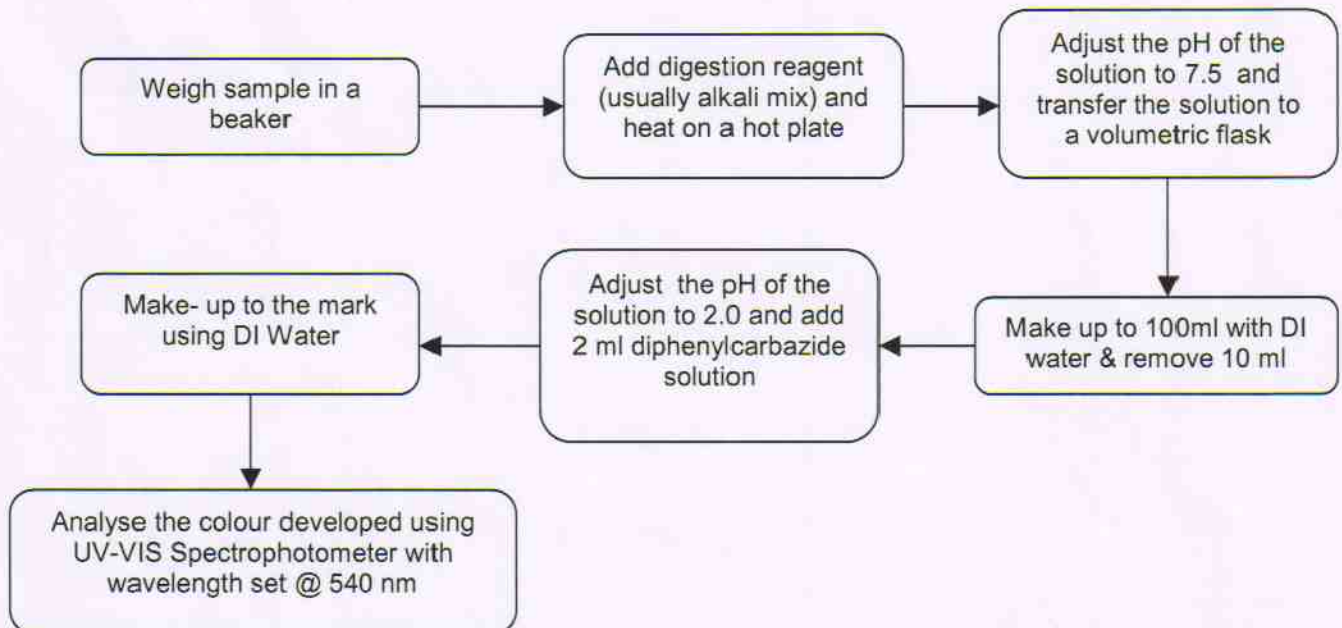 Weigh sample in a
beaker
Add digestion reagent
(usually alkali mix) and
heat on a hot plate
Adjust the pH of the
solution to 7.5 and
transfer the solution to
a volumetric flask
Make up to 100ml with DI
water & remove 10 ml
Adjust the pH of the
solution to 2.0 and add
2 ml diphenylcarbazide
solution
Make- up to the mark
using DI Water
Analyse the colour developed using
UV-VIS Spectrophotometer with
wavelength set @ 540 nm